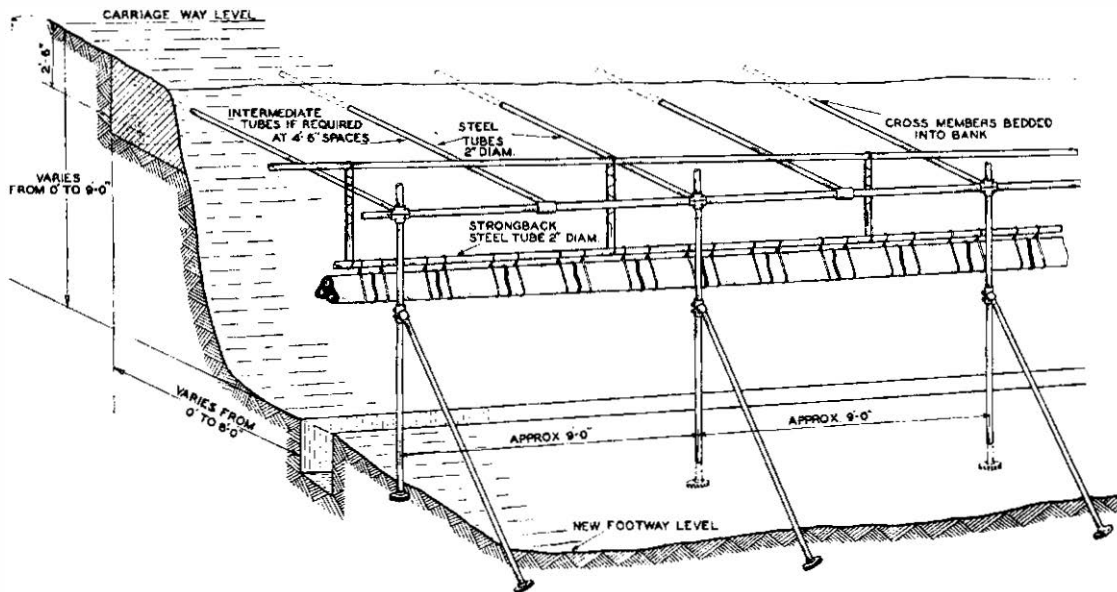 CARRIAGE WAY LEVEL
2'-6"
INTERMEDIATE
TUBES IF REQUIRED
AT 4'-6" SPACES
STEEL
TUBES
2" DIAM.
CROSS MEMBERS BEDDED
INTO BANK
VARIES
FROM 0' TO 9'-0"
STRONGBACK
STEEL TUBE 2" DIAM.
VARIES FROM
0' TO 8'-0"
APPROX 9'-0"
APPROX. 9'-0"
NEW FOOTWAY LEVEL